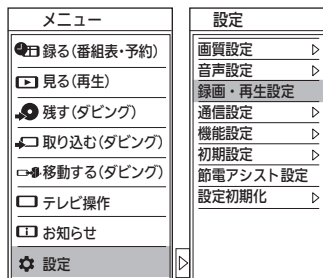 メニュー
録る(番組表・予約)
見る(再生)
残す(ダビング)
取り込む(ダビング)
移動する(ダビング)
テレビ操作
お知らせ
設定
設定
画質設定
音声設定
録画・再生設定
通信設定
機能設定
初期設定
節電アシスト設定
設定初期化